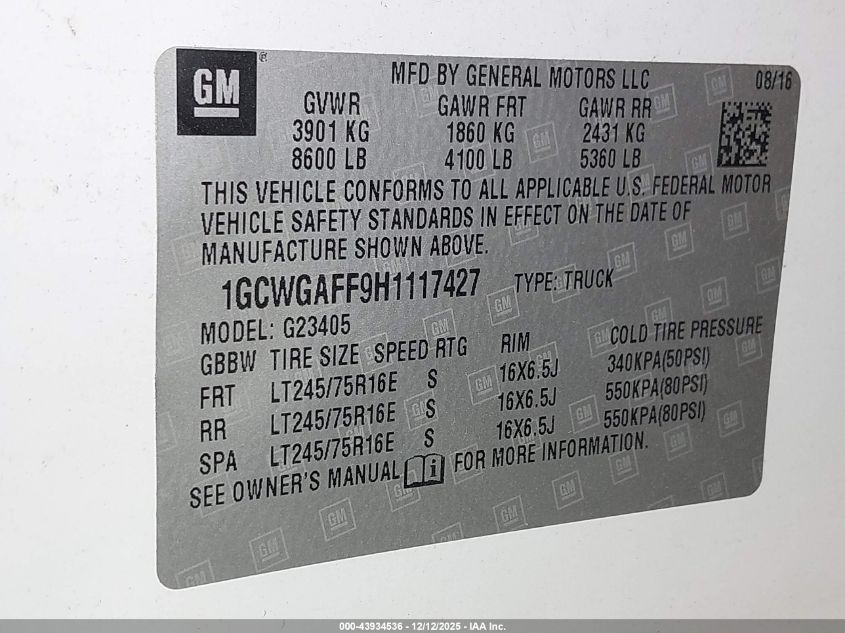 GM
®
MFD BY GENERAL MOTORS LLC 08/16
GVWR GAWR FRT GAWR RR
3901 KG 1860 KG 2431 KG
8600 LB 4100 LB 5360 LB
THIS VEHICLE CONFORMS TO ALL APPLICABLE U.S. FEDERAL MOTOR
VEHICLE SAFETY STANDARDS IN EFFECT ON THE DATE OF
MANUFACTURE SHOWN ABOVE.
1GCWGAFF9H1117427 TYPE: TRUCK
MODEL: G23405
GBBW TIRE SIZE SPEED RTG RIM COLD TIRE PRESSURE
FRT LT245/75R16E S 16X6.5J 340KPA(50PSI)
RR LT245/75R16E S 16X6.5J 550KPA(80PSI)
SPA LT245/75R16E S 16X6.5J 550KPA(80PSI)
SEE OWNER'S MANUAL FOR MORE INFORMATION.
000-43934536 - 12/12/2025 - IAA Inc.